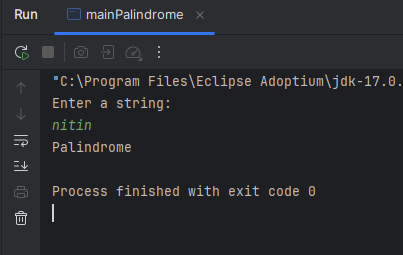 Run mainPalindrome
"C:\Program Files\Eclipse Adoptium\jdk-17.0.
Enter a string:
nitin
Palindrome
Process finished with exit code 0